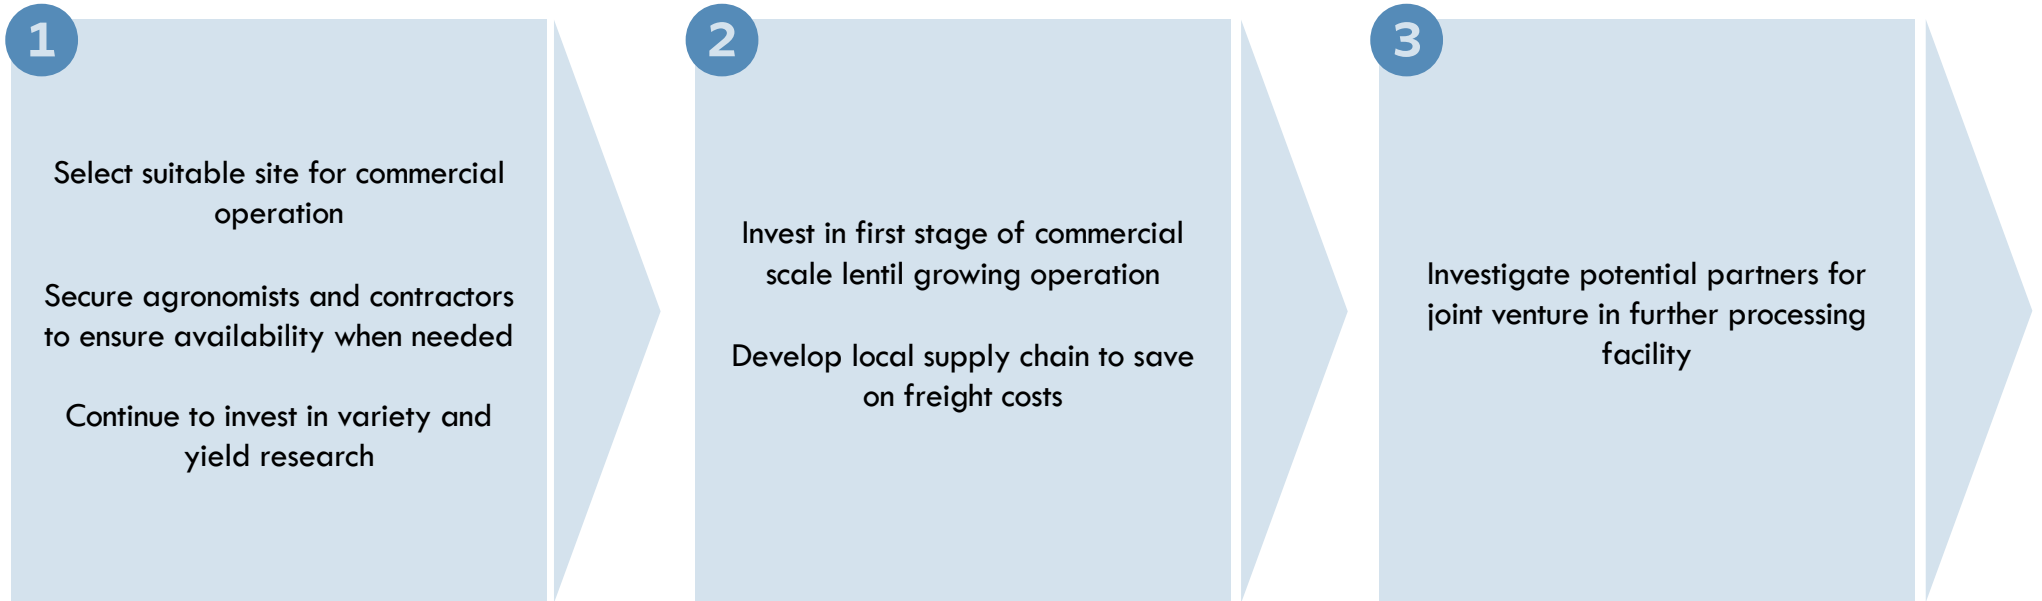 1
Select suitable site for commercial
operation
Secure agronomists and contractors
to ensure availability when needed
Continue to invest in variety and
yield research
2
Invest in first stage of commercial
scale lentil growing operation
Develop local supply chain to save
on freight costs
3
Investigate potential partners for
joint venture in further processing
facility